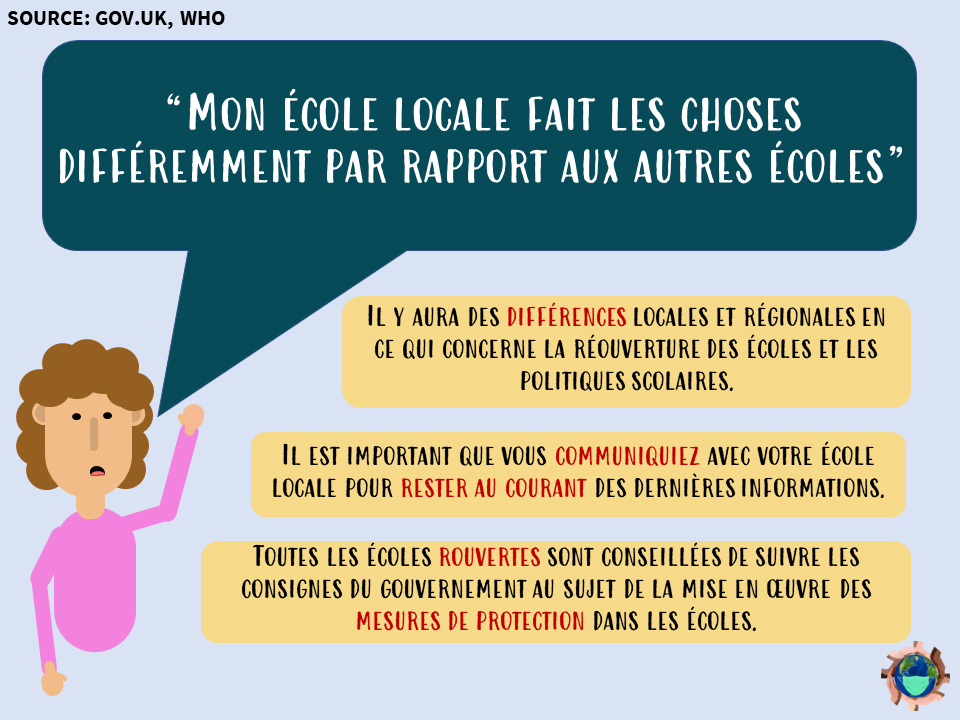 SOURCE: GOV.UK, WHO
“Mon école locale fait les choses
différemment par rapport aux autres écoles”
Il y aura des différences locales et régionales en
ce qui concerne la réouverture des écoles et les
politiques scolaires.
Il est important que vous communiquiez avec votre école
locale pour rester au courant des dernières informations.
Toutes les écoles rouvertes sont conseillées de suivre les
consignes du gouvernement au sujet de la mise en œuvre des
mesures de protection dans les écoles.